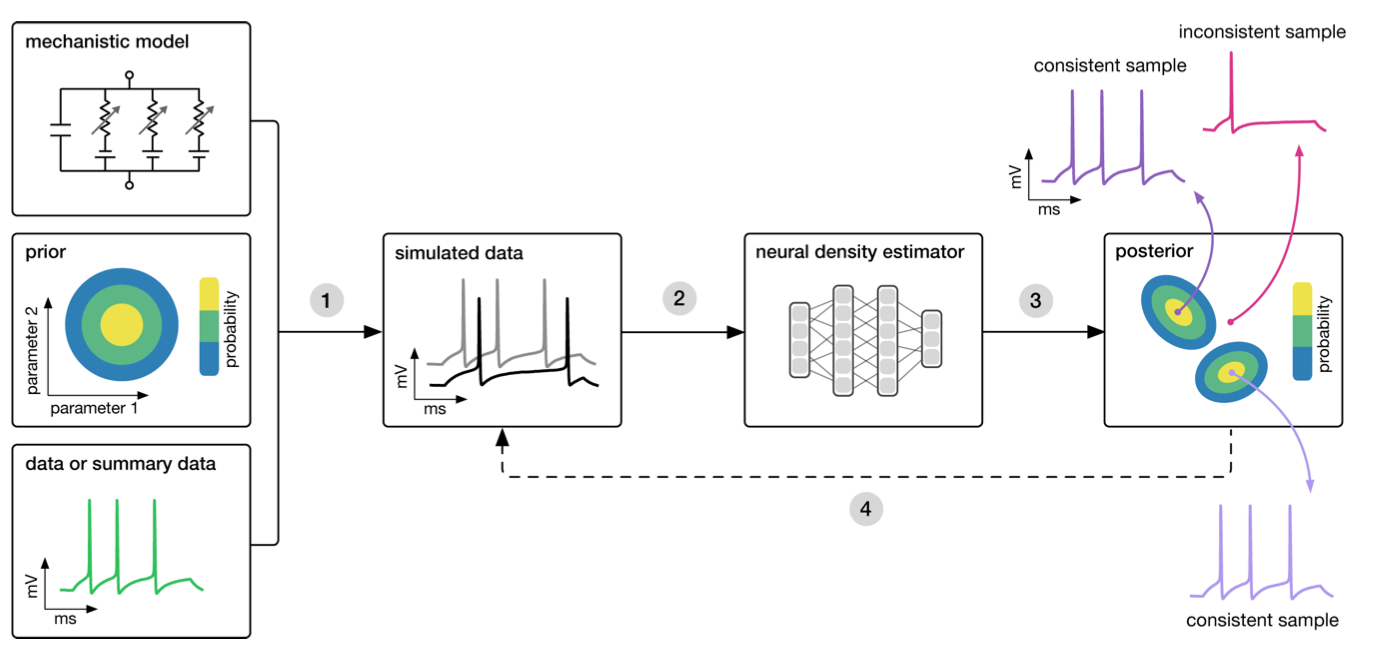 mechanistic model
prior
parameter 2
parameter 1
probability
data or summary data
mV
ms
1
simulated data
mV
ms
2
neural density estimator
3
posterior
probability
consistent sample
mV
ms
inconsistent sample
consistent sample
4